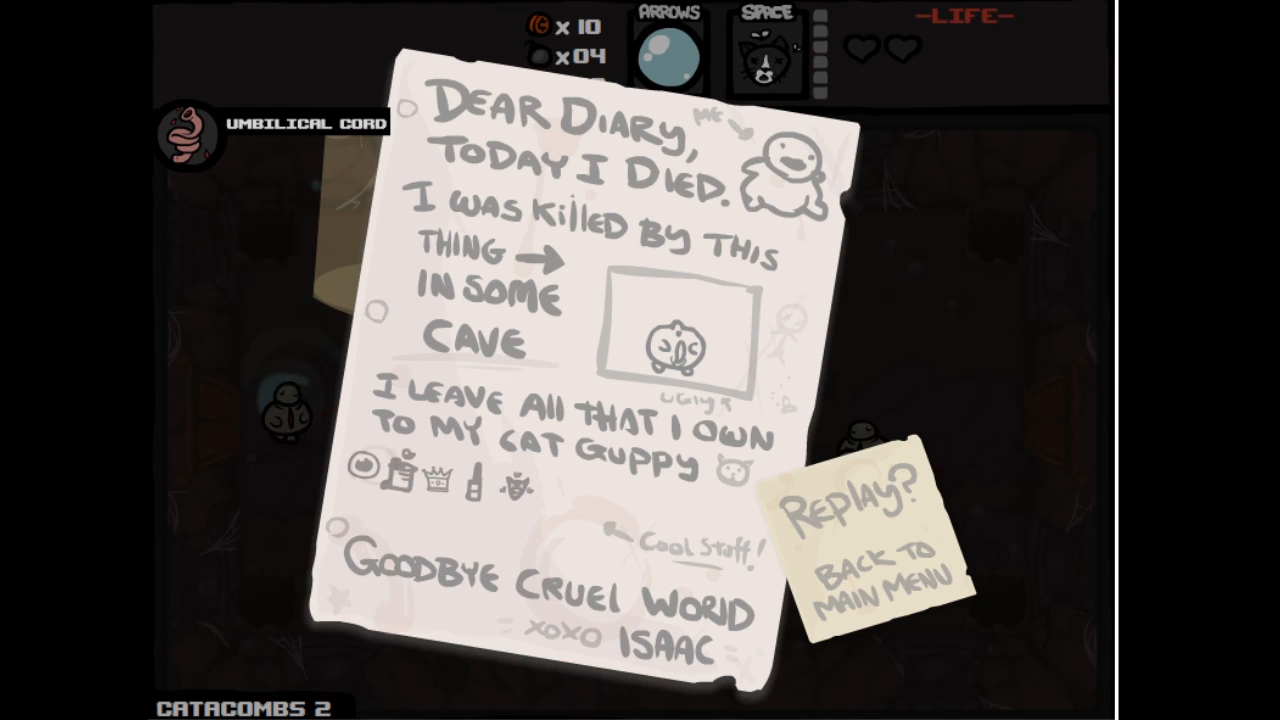 x 10
x04
ARROWS
SPACE
-LIFE-
UMBILICAL CORD
DEAR DIARY,
ME
TODAY I DIED.
I WAS KillED BY THIS
THING
IN SOME
CAVE
UGLY
I LEAVE All THAT I OWN
TO MY CAT GUPPY
Cool Stuff!
GOODBYE CRUEL WORLD
XOXO ISAAC
REPLAY?
BACK TO
MAIN MENU
CATACOMBS 2